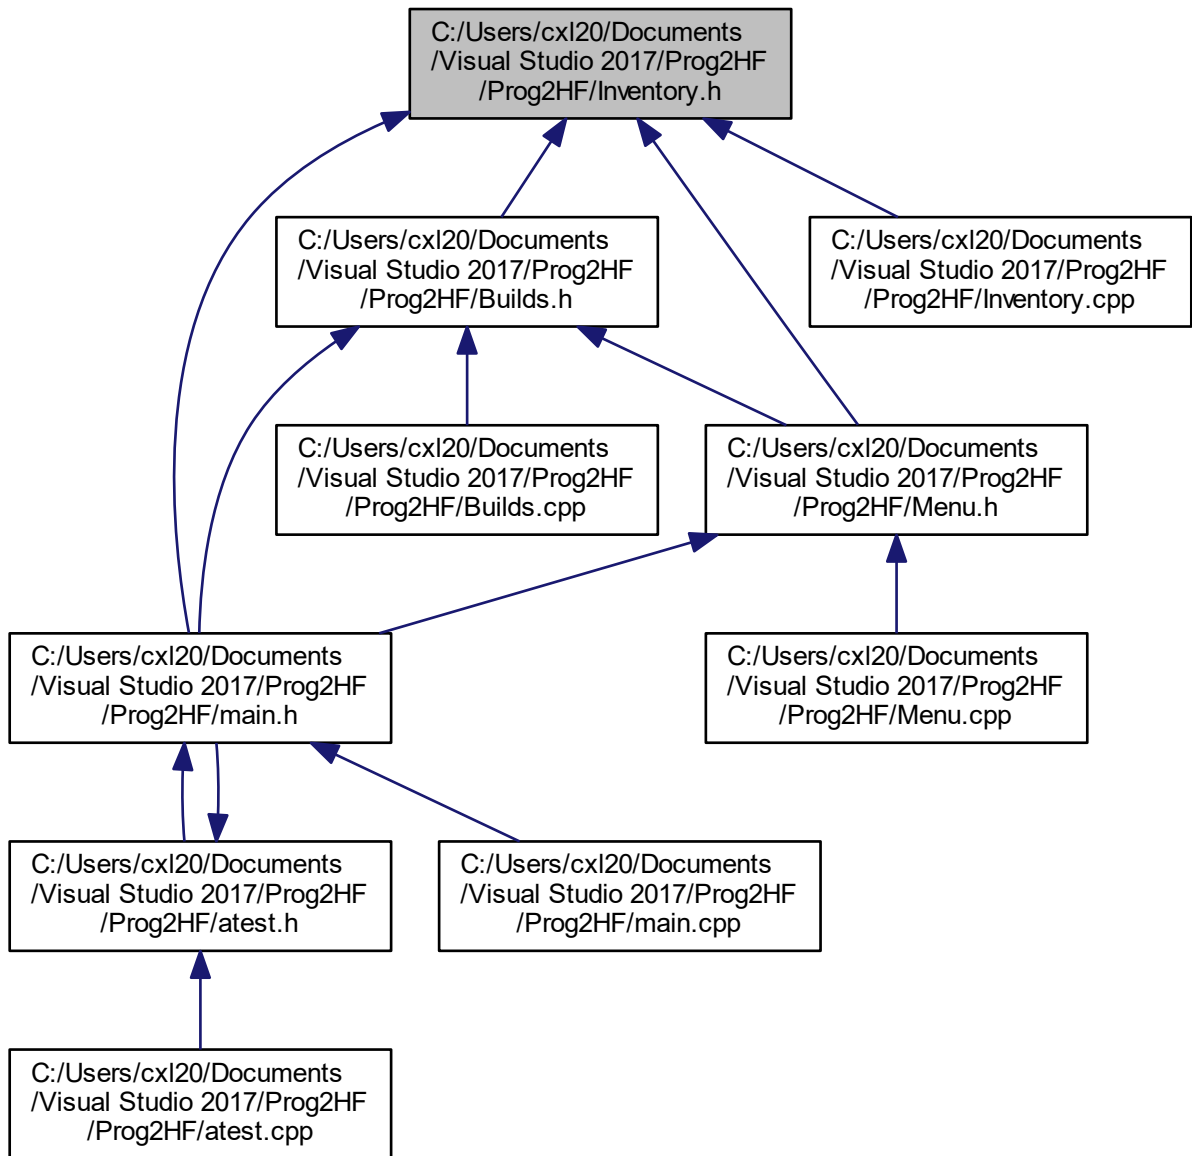 C:/Users/cxl20/Documents
/Visual Studio 2017/Prog2HF
/Prog2HF/Inventory.h
C:/Users/cxl20/Documents
/Visual Studio 2017/Prog2HF
/Prog2HF/Builds.h
C:/Users/cxl20/Documents
/Visual Studio 2017/Prog2HF
/Prog2HF/Inventory.cpp
C:/Users/cxl20/Documents
/Visual Studio 2017/Prog2HF
/Prog2HF/Builds.cpp
C:/Users/cxl20/Documents
/Visual Studio 2017/Prog2HF
/Prog2HF/Menu.h
C:/Users/cxl20/Documents
/Visual Studio 2017/Prog2HF
/Prog2HF/main.h
C:/Users/cxl20/Documents
/Visual Studio 2017/Prog2HF
/Prog2HF/Menu.cpp
C:/Users/cxl20/Documents
/Visual Studio 2017/Prog2HF
/Prog2HF/atest.h
C:/Users/cxl20/Documents
/Visual Studio 2017/Prog2HF
/Prog2HF/main.cpp
C:/Users/cxl20/Documents
/Visual Studio 2017/Prog2HF
/Prog2HF/atest.cpp